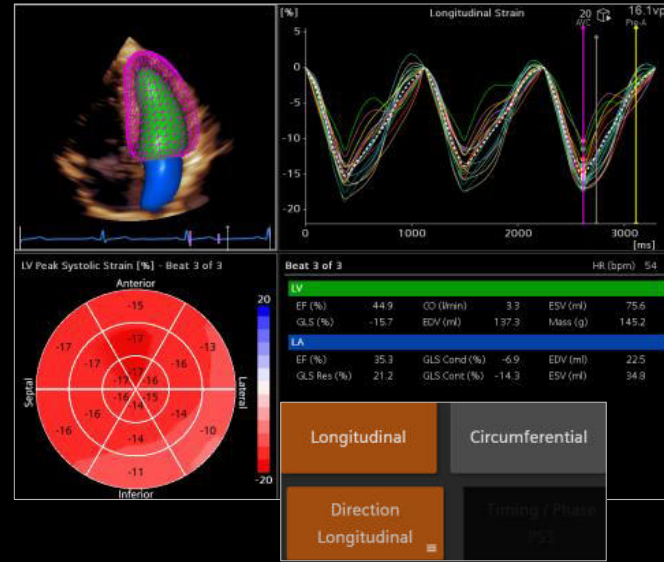 [%] Longitudinal Strain 20 16.1vp
AVC Pre-A
5
0
-5
-10
-15
-20
0 1000 2000 3000
[ms]
LV Peak Systolic Strain [%] - Beat 3 of 3
Anterior
Septal
Lateral
Inferior
-15
-17 -13
-17
-17 -16
-17
-17 -16
-16 -15
-14
-16 -14
-14
-16 -10
-11
20
-20
Beat 3 of 3 HR (bpm) 54
LV
EF (%) 44.9 CO (l/min) 3.3 ESV (ml) 75.6
GLS (%) -15.7 EDV (ml) 137.3 Mass (g) 145.2
LA
EF (%) 35.3 GLS Cond (%) -6.9 EDV (ml) 22.5
GLS Res (%) 21.2 GLS Cont (%) -14.3 ESV (ml) 34.8
Longitudinal
Circumferential
Direction
Longitudinal
Timing / Phase
PSS